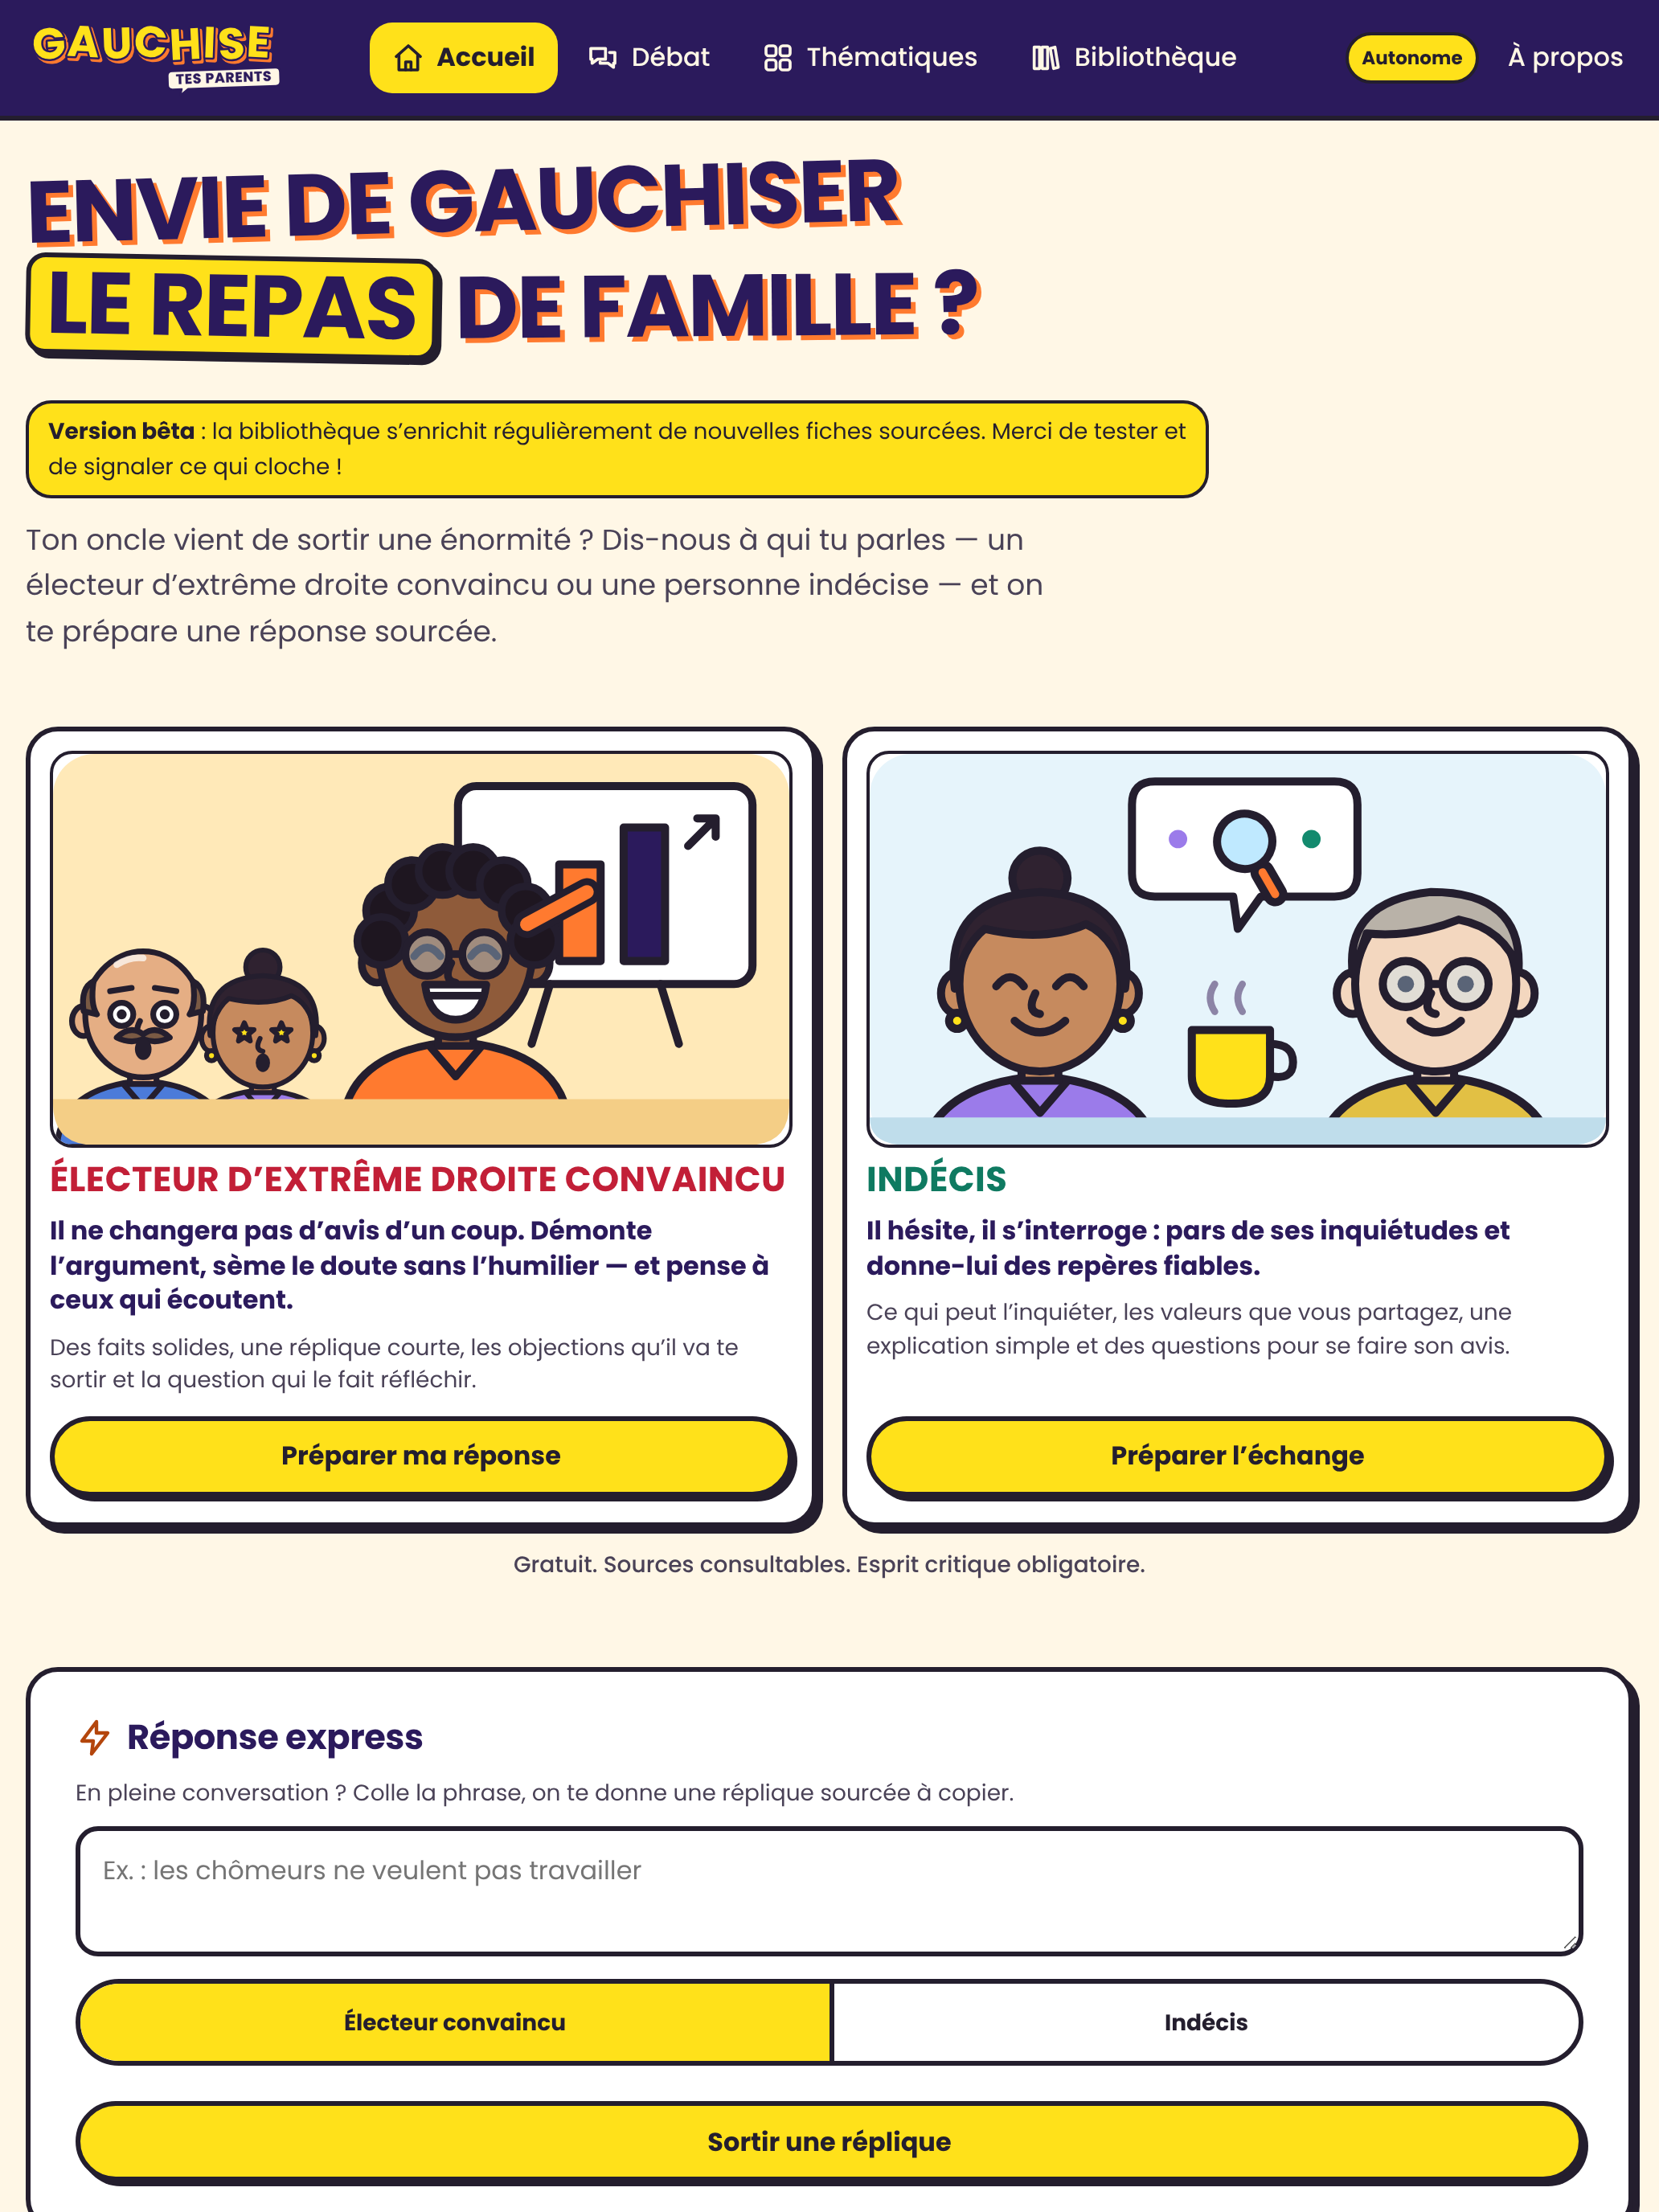 GAUCHISE
TES PARENTS
Accueil
Débat
Thématiques
Bibliothèque
Autonome
À propos
ENVIE DE GAUCHISER
LE REPAS DE FAMILLE ?
Version bêta : la bibliothèque s’enrichit régulièrement de nouvelles fiches sourcées. Merci de tester et
de signaler ce qui cloche !
Ton oncle vient de sortir une énormité ? Dis-nous à qui tu parles — un
électeur d’extrême droite convaincu ou une personne indécise — et on
te prépare une réponse sourcée.
ÉLECTEUR D’EXTRÊME DROITE CONVAINCU
Il ne changera pas d’avis d’un coup. Démonte
l’argument, sème le doute sans l’humilier — et pense à
ceux qui écoutent.
Des faits solides, une réplique courte, les objections qu’il va te
sortir et la question qui le fait réfléchir.
Préparer ma réponse
INDÉCIS
Il hésite, il s’interroge : pars de ses inquiétudes et
donne-lui des repères fiables.
Ce qui peut l’inquiéter, les valeurs que vous partagez, une
explication simple et des questions pour se faire son avis.
Préparer l’échange
Gratuit. Sources consultables. Esprit critique obligatoire.
Réponse express
En pleine conversation ? Colle la phrase, on te donne une réplique sourcée à copier.
Ex. : les chômeurs ne veulent pas travailler
Électeur convaincu
Indécis
Sortir une réplique